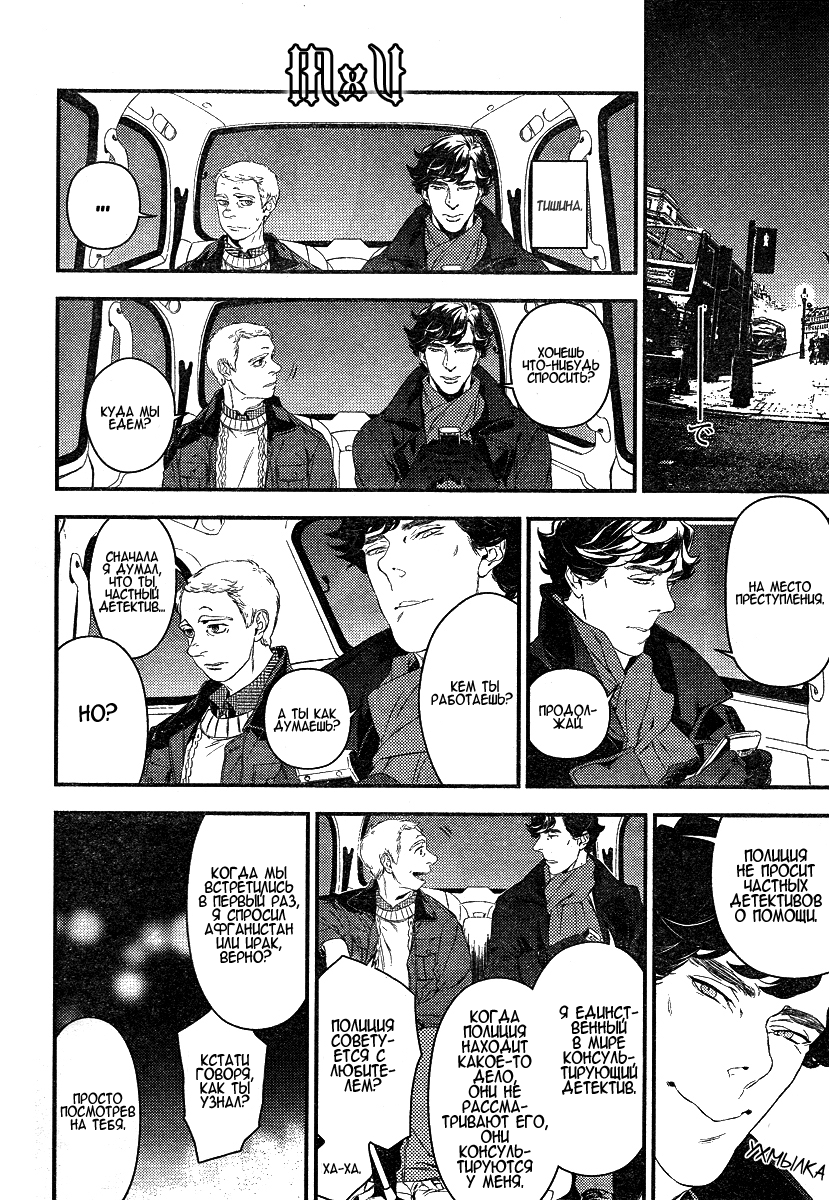 MxU
で
ТИШИНА.
...
ХОЧЕШЬ
ЧТО-НИБУДЬ
СПРОСИТЬ?
КУДА МЫ
ЕДЕМ?
НА МЕСТО
ПРЕСТУПЛЕНИЯ.
ПРОДОЛ-
ЖАЙ.
КЕМ ТЫ
РАБОТАЕШЬ?
А ТЫ КАК
ДУМАЕШЬ?
СНАЧАЛА
Я ДУМАЛ,
ЧТО ТЫ
ЧАСТНЫЙ
ДЕТЕКТИВ...
НО?
ПОЛИЦИЯ
НЕ ПРОСИТ
ЧАСТНЫХ
ДЕТЕКТИВОВ
О ПОМОЩИ.
УХМЫЛКА
Я ЕДИНСТ-
ВЕННЫЙ
В МИРЕ
КОНСУЛЬ-
ТИРУЮЩИЙ
ДЕТЕКТИВ.
КОГДА
ПОЛИЦИЯ
НАХОДИТ
КАКОЕ-ТО
ДЕЛО,
ОНИ НЕ
РАССМА-
ТРИВАЮТ ЕГО,
ОНИ
КОНСУЛЬ-
ТИРУЮТСЯ
У МЕНЯ.
ПОЛИЦИЯ
СОВЕТУ-
ЕТСЯ С
ЛЮБИТЕ-
ЛЕМ?
ХА-ХА.
КОГДА МЫ
ВСТРЕТИЛИСЬ
В ПЕРВЫЙ РАЗ,
Я СПРОСИЛ
АФГАНИСТАН
ИЛИ ИРАК,
ВЕРНО?
КСТАТИ
ГОВОРЯ,
КАК ТЫ
УЗНАЛ?
ПРОСТО
ПОСМОТРЕВ
НА ТЕБЯ.